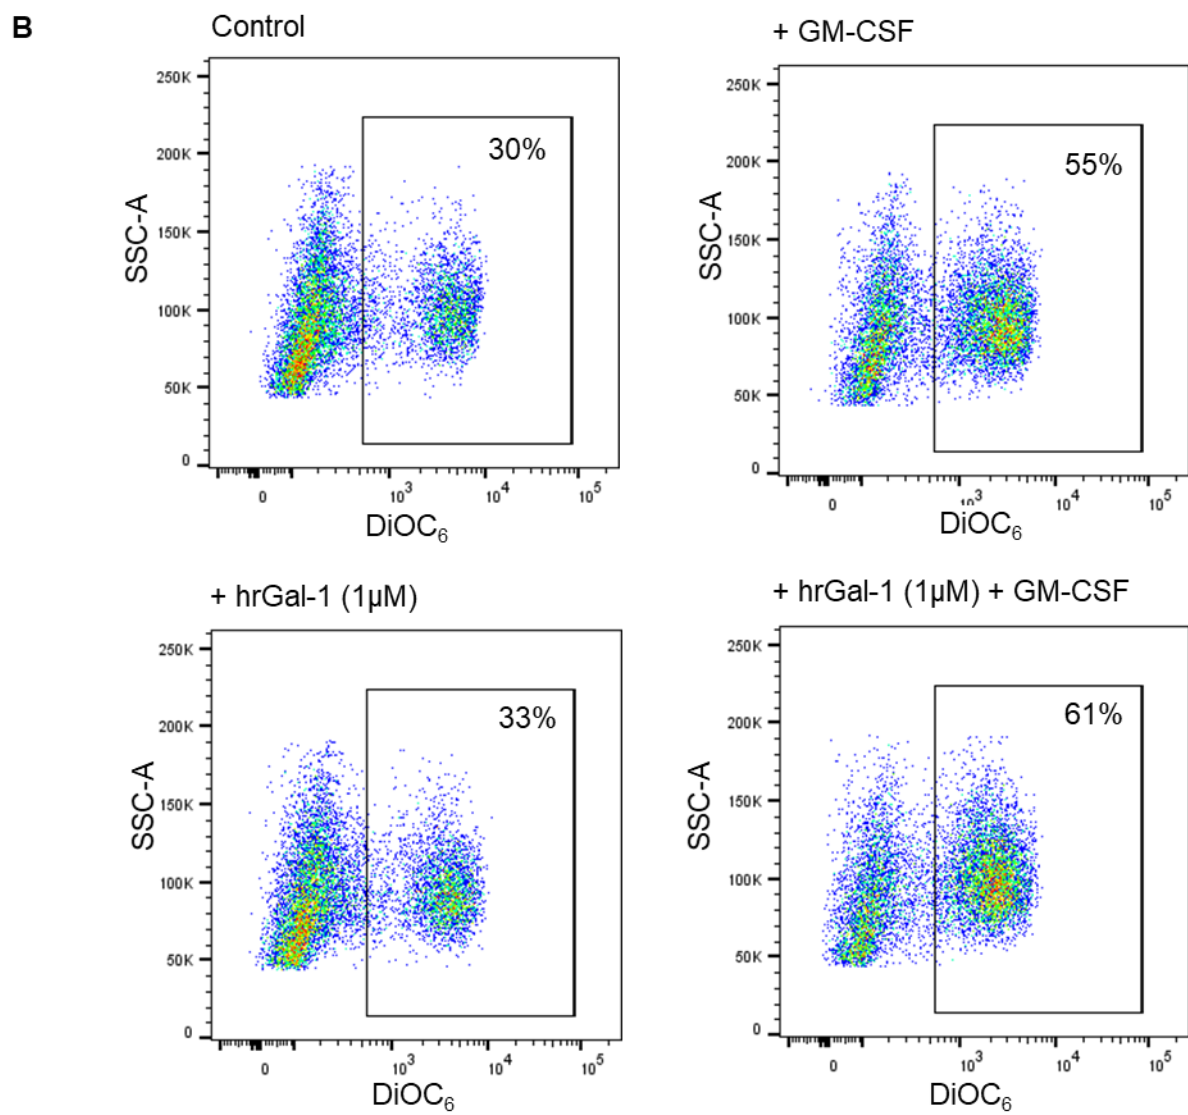 B
Control
250K
200K
150K
100K
50K
0
SSC-A
30%
0 10³ 10⁴ 10⁵
DiOC₆
+ GM-CSF
250K
200K
150K
100K
50K
0
SSC-A
55%
0 10³ 10⁴ 10⁵
DiOC₆
+ hrGal-1 (1µM)
250K
200K
150K
100K
50K
0
SSC-A
33%
0 10³ 10⁴ 10⁵
DiOC₆
+ hrGal-1 (1µM) + GM-CSF
250K
200K
150K
100K
50K
0
SSC-A
61%
0 10³ 10⁴ 10⁵
DiOC₆